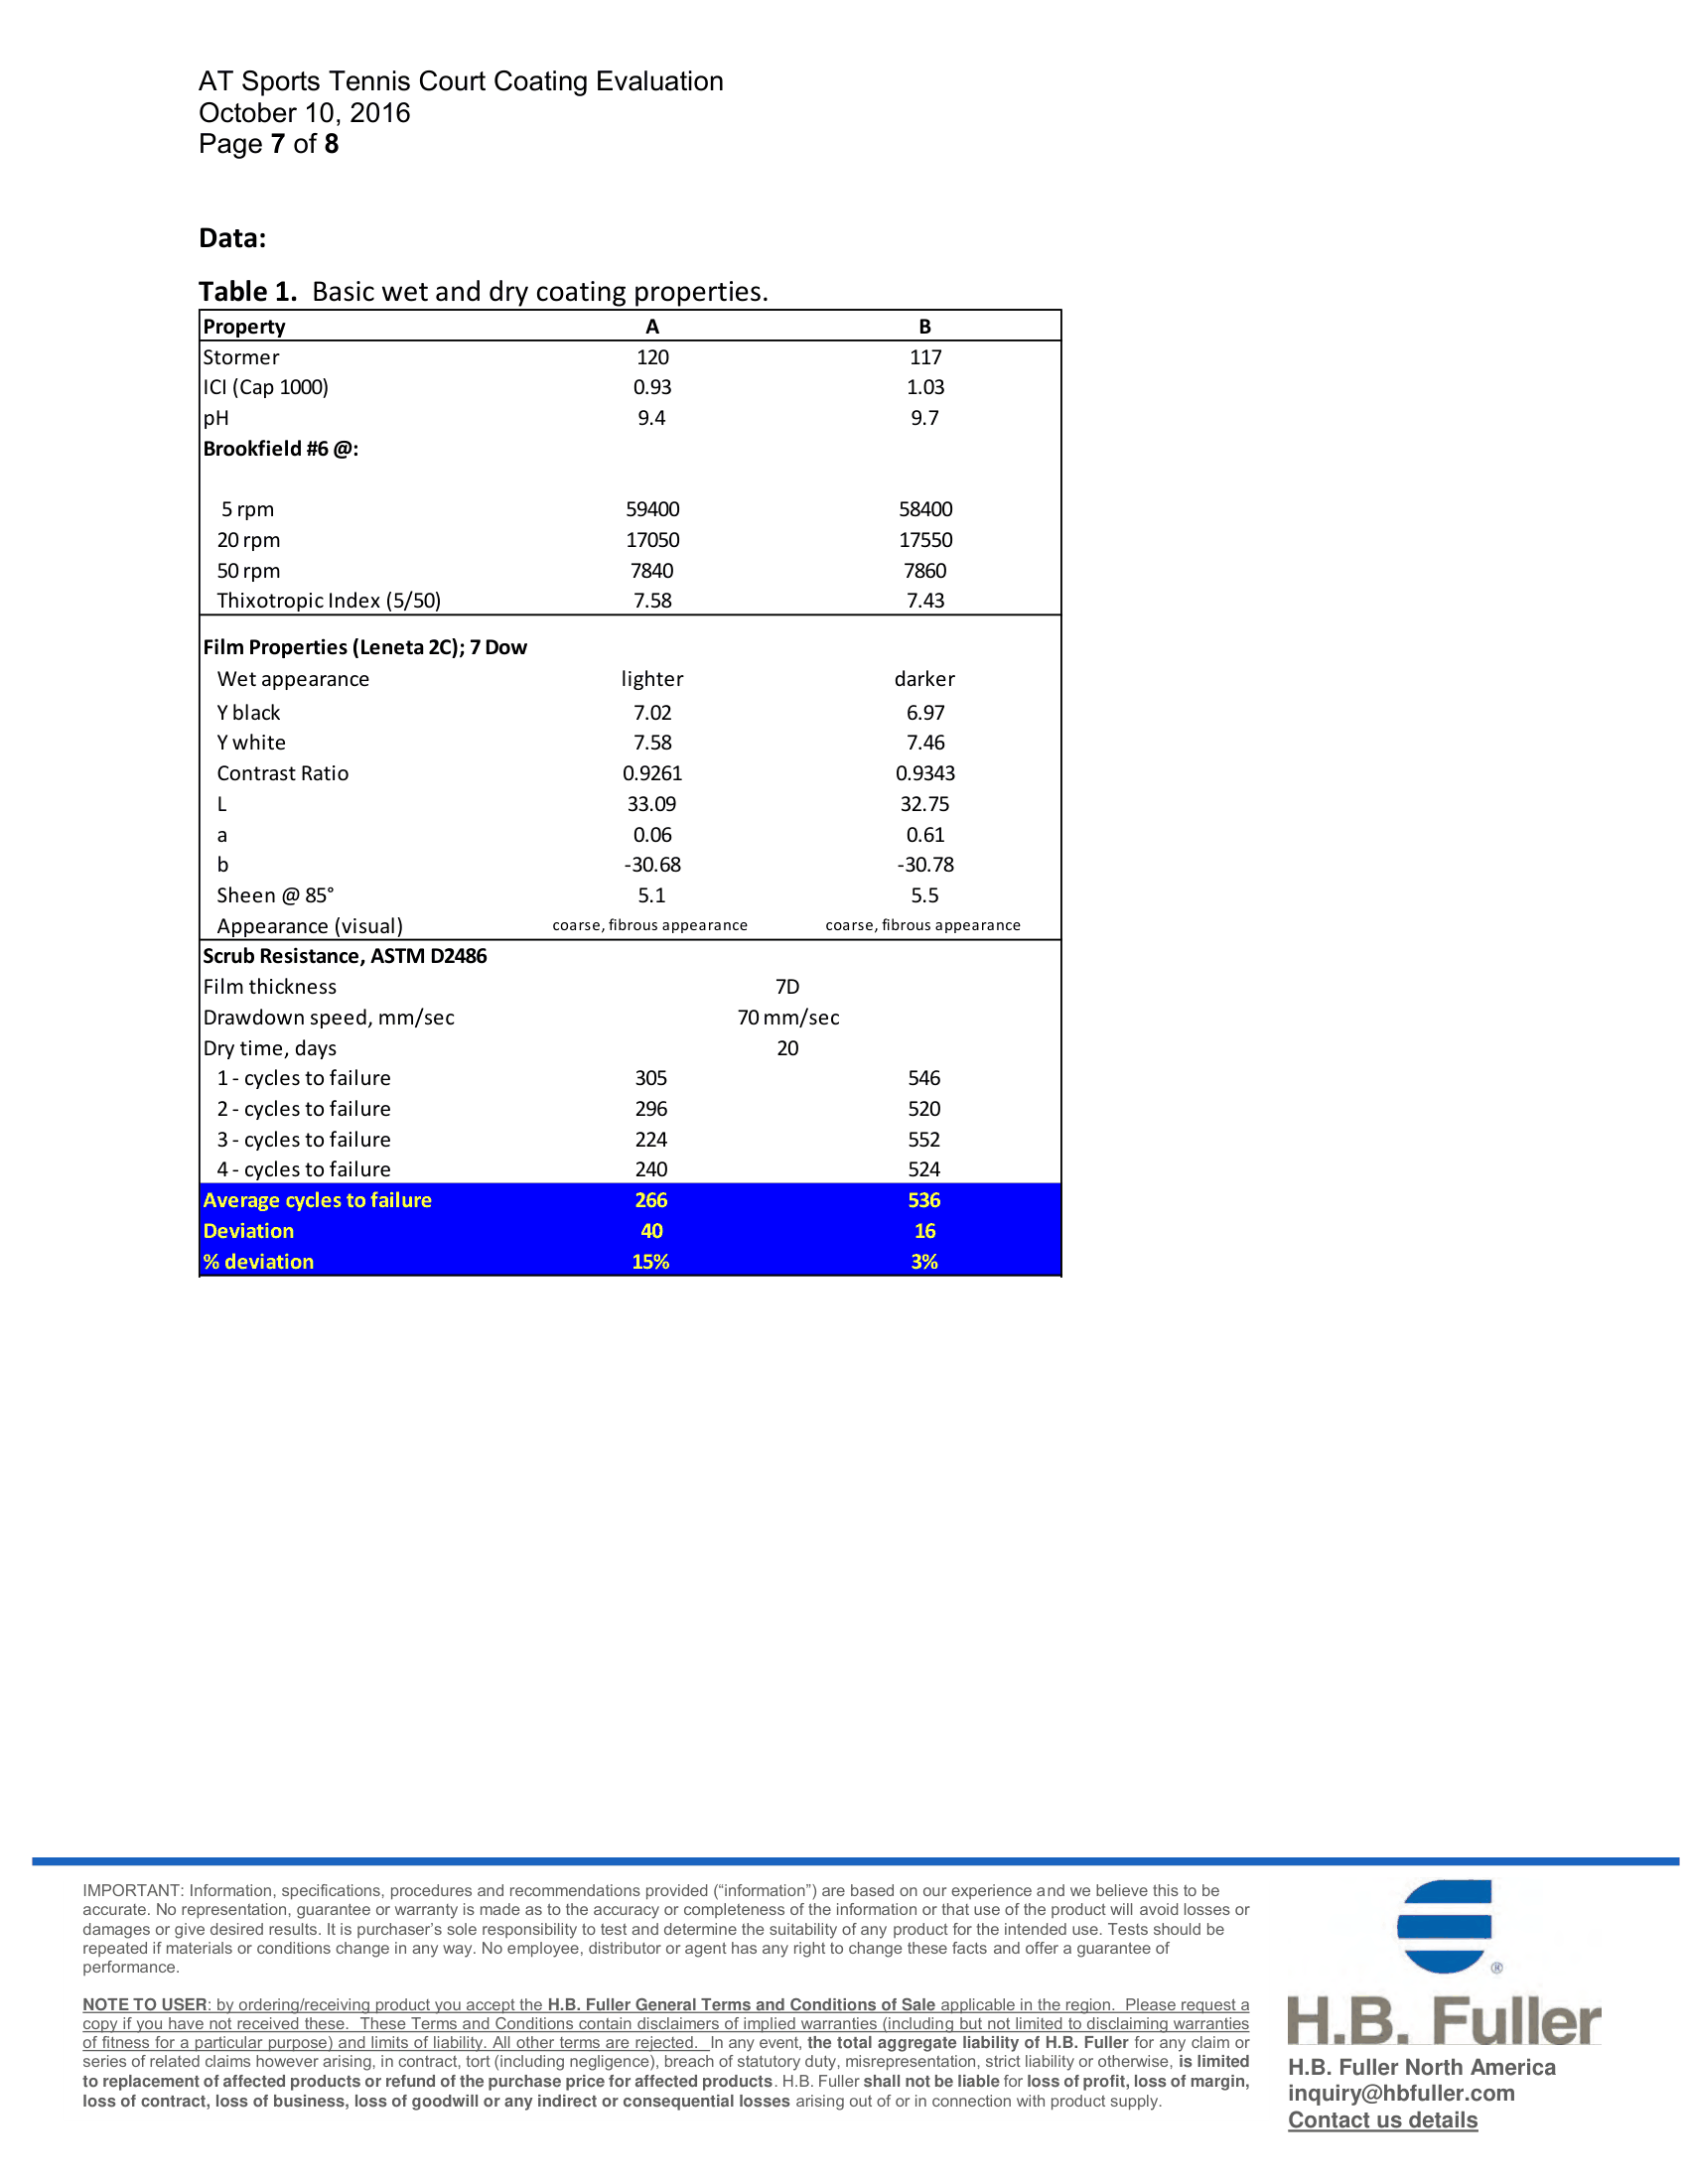 AT Sports Tennis Court Coating Evaluation
October 10, 2016
Page 7 of 8
Data:
Table 1. Basic wet and dry coating properties.
Property A B
Stormer 120 117
ICI (Cap 1000) 0.93 1.03
pH 9.4 9.7
Brookfield #6 @:
5 rpm 59400 58400
20 rpm 17050 17550
50 rpm 7840 7860
Thixotropic Index (5/50) 7.58 7.43
Film Properties (Leneta 2C); 7 Dow
Wet appearance lighter darker
Y black 7.02 6.97
Y white 7.58 7.46
Contrast Ratio 0.9261 0.9343
L 33.09 32.75
a 0.06 0.61
b -30.68 -30.78
Sheen @ 85° 5.1 5.5
Appearance (visual) coarse, fibrous appearance coarse, fibrous appearance
Scrub Resistance, ASTM D2486
Film thickness 7D
Drawdown speed, mm/sec 70 mm/sec
Dry time, days 20
1 - cycles to failure 305 546
2 - cycles to failure 296 520
3 - cycles to failure 224 552
4 - cycles to failure 240 524
Average cycles to failure 266 536
Deviation 40 16
% deviation 15% 3%
IMPORTANT: Information, specifications, procedures and recommendations provided (“information”) are based on our experience and we believe this to be
accurate. No representation, guarantee or warranty is made as to the accuracy or completeness of the information or that use of the product will avoid losses or
damages or give desired results. It is purchaser’s sole responsibility to test and determine the suitability of any product for the intended use. Tests should be
repeated if materials or conditions change in any way. No employee, distributor or agent has any right to change these facts and offer a guarantee of
performance.
NOTE TO USER: by ordering/receiving product you accept the H.B. Fuller General Terms and Conditions of Sale applicable in the region. Please request a
copy if you have not received these. These Terms and Conditions contain disclaimers of implied warranties (including but not limited to disclaiming warranties
of fitness for a particular purpose) and limits of liability. All other terms are rejected. In any event, the total aggregate liability of H.B. Fuller for any claim or
series of related claims however arising, in contract, tort (including negligence), breach of statutory duty, misrepresentation, strict liability or otherwise, is limited
to replacement of affected products or refund of the purchase price for affected products. H.B. Fuller shall not be liable for loss of profit, loss of margin,
loss of contract, loss of business, loss of goodwill or any indirect or consequential losses arising out of or in connection with product supply.
®
H.B. Fuller
H.B. Fuller North America
inquiry@hbfuller.com
Contact us details